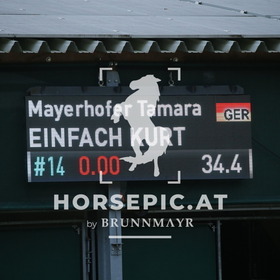 Mayerhofer Tamara
GER
EINFACH KURT
#14 0.00 34.4
HORSEPIC.AT
by BRUNNMAYR